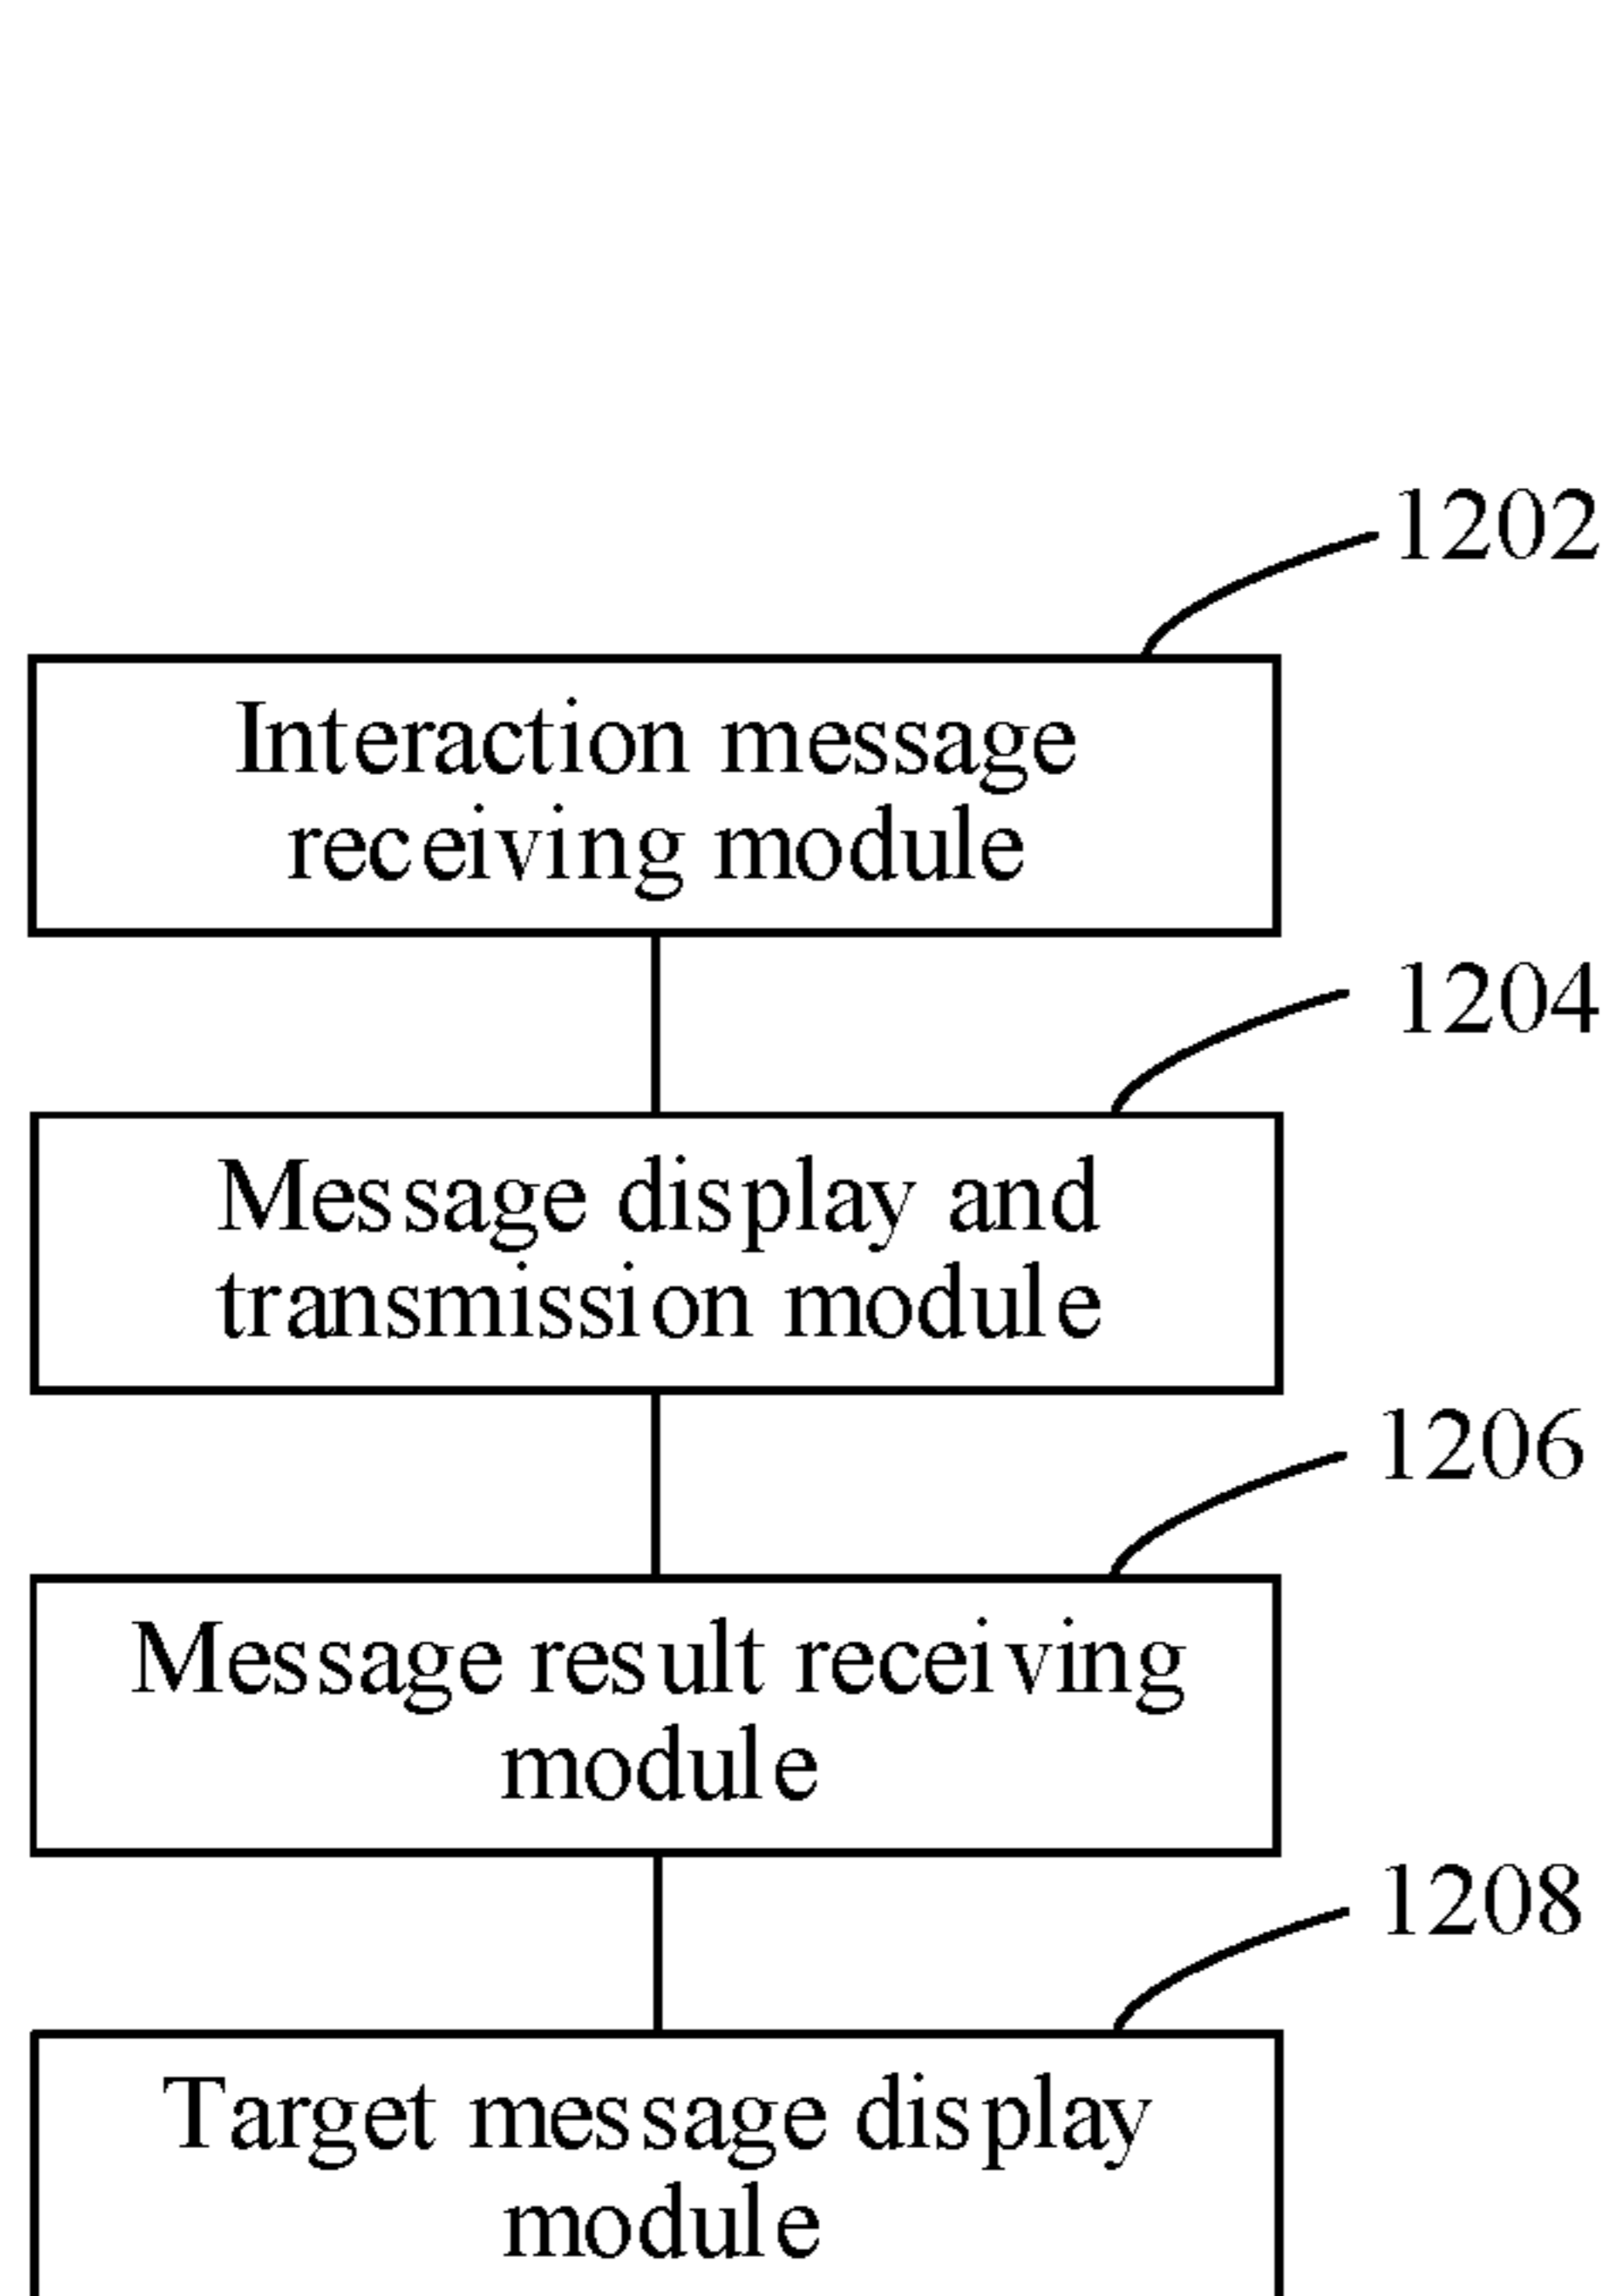 1202
Interaction message
receiving module
1204
Message display and
transmission module
1206
Message result receiving
module
1208
Target message display
module